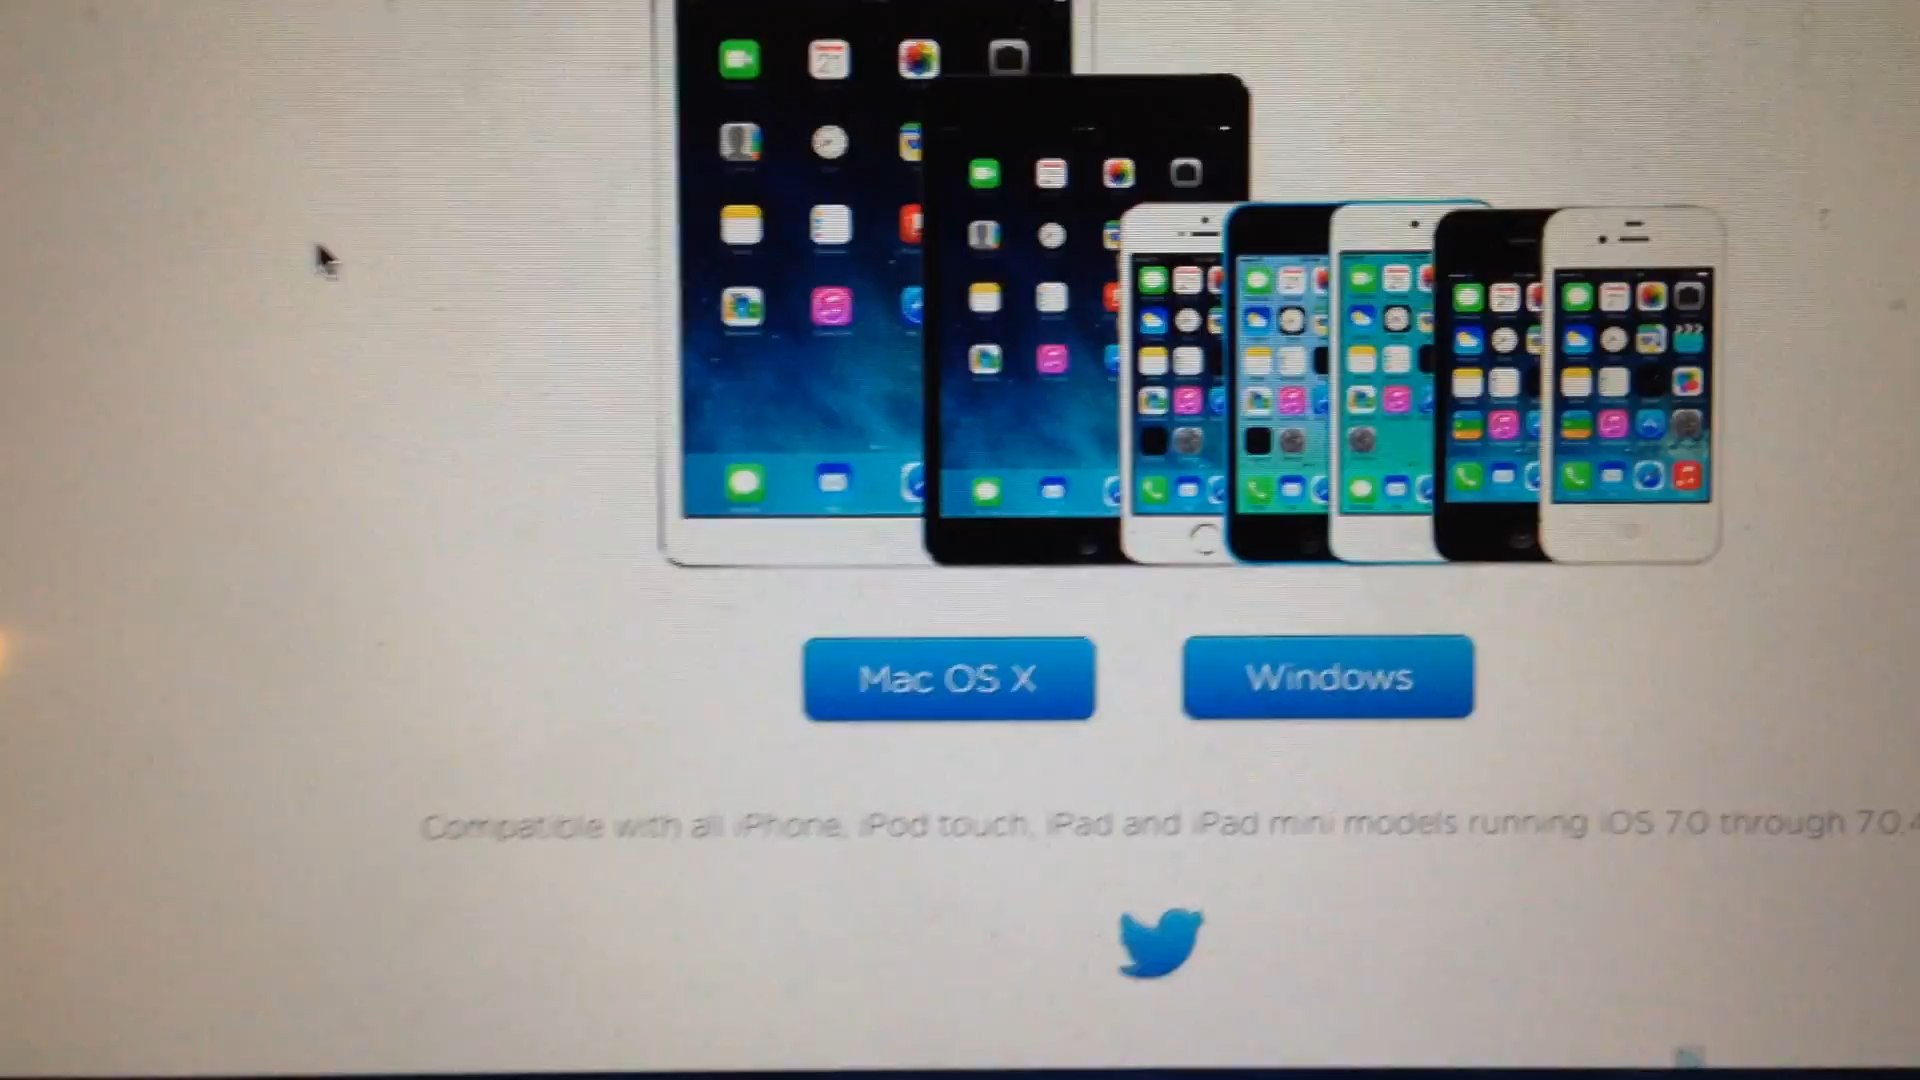 Mac OS X
Windows
Compatible with all iPhone, iPod touch, iPad and iPad mini models running iOS 7.0 through 7.0.4